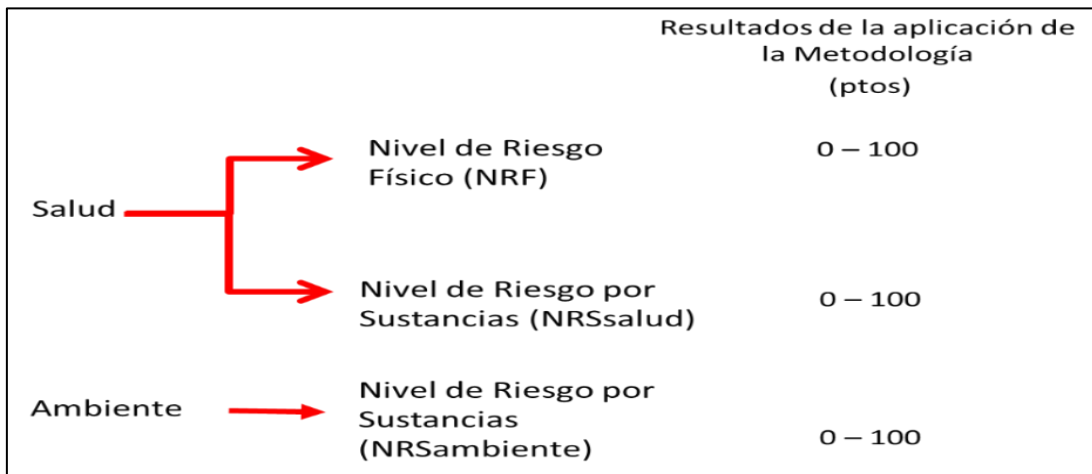 Resultados de la aplicación de
la Metodología
(ptos)
Nivel de Riesgo
Físico (NRF)
0 – 100
Salud
Nivel de Riesgo por
Sustancias (NRSsalud)
0 – 100
Ambiente
Nivel de Riesgo por
Sustancias
(NRSambiente)
0 – 100